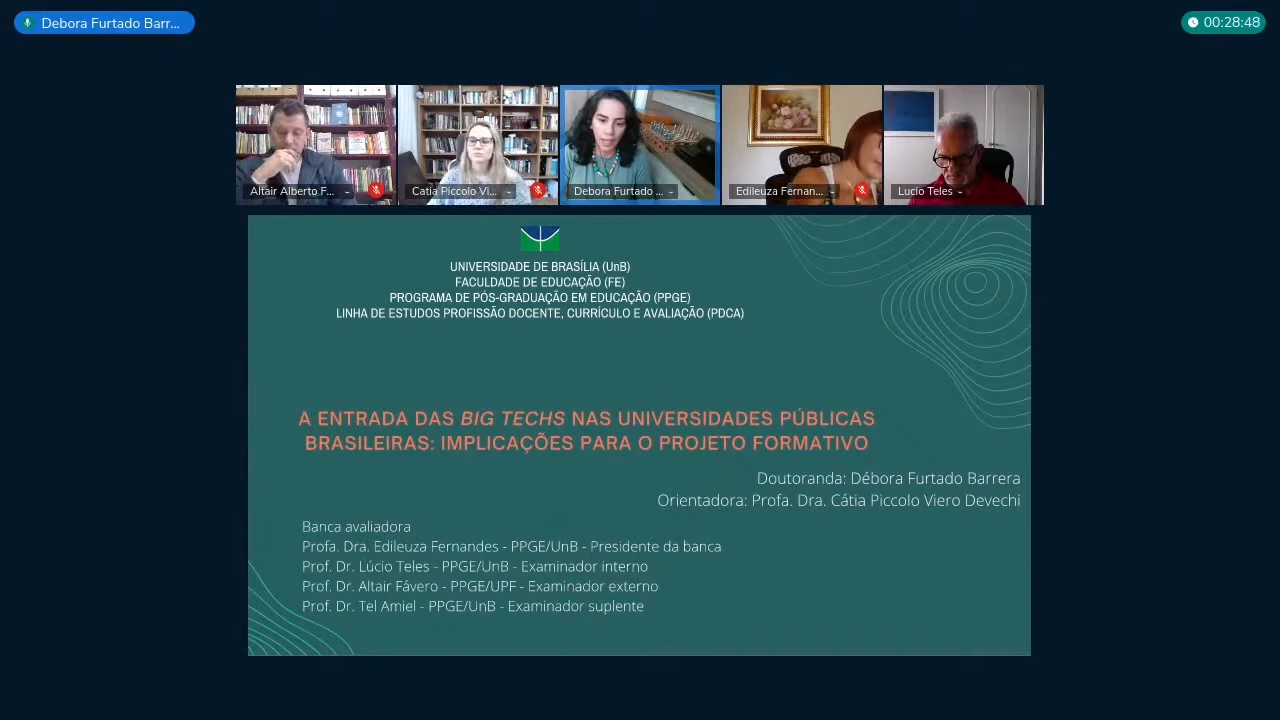 Debora Furtado Barr...
00:28:48
Altair Alberto F...
Catia Piccolo Vi...
Debora Furtado ...
Edileuza Fernan...
Lucio Teles
UNIVERSIDADE DE BRASÍLIA (UnB)
FACULDADE DE EDUCAÇÃO (FE)
PROGRAMA DE PÓS-GRADUAÇÃO EM EDUCAÇÃO (PPGE)
LINHA DE ESTUDOS PROFISSÃO DOCENTE, CURRÍCULO E AVALIAÇÃO (PDCA)
A ENTRADA DAS BIG TECHS NAS UNIVERSIDADES PÚBLICAS
BRASILEIRAS: IMPLICAÇÕES PARA O PROJETO FORMATIVO
Doutoranda: Débora Furtado Barrera
Orientadora: Profa. Dra. Cátia Piccolo Viero Devechi
Banca avaliadora
Profa. Dra. Edileuza Fernandes - PPGE/UnB - Presidente da banca
Prof. Dr. Lúcio Teles - PPGE/UnB - Examinador interno
Prof. Dr. Altair Fávero - PPGE/UPF - Examinador externo
Prof. Dr. Tel Amiel - PPGE/UnB - Examinador suplente